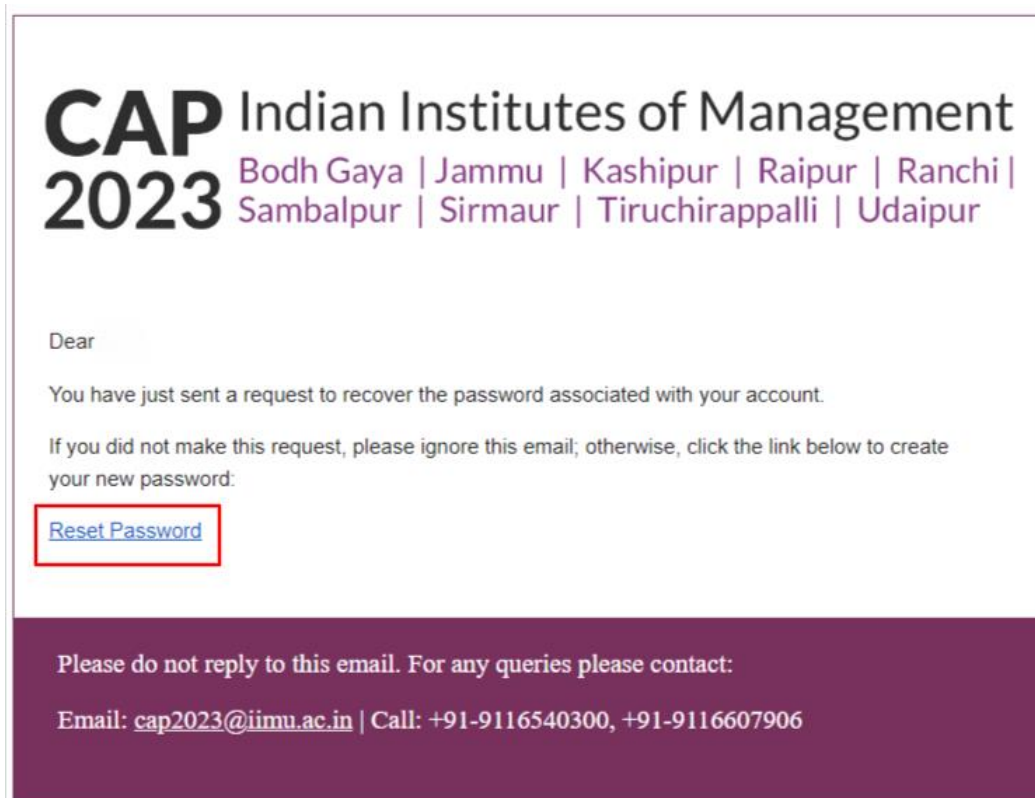 CAP Indian Institutes of Management
2023 Bodh Gaya | Jammu | Kashipur | Raipur | Ranchi |
Sambalpur | Sirmaur | Tiruchirappalli | Udaipur
Dear
You have just sent a request to recover the password associated with your account.
If you did not make this request, please ignore this email; otherwise, click the link below to create
your new password:
Reset Password
Please do not reply to this email. For any queries please contact:
Email: cap2023@iimu.ac.in | Call: +91-9116540300, +91-9116607906